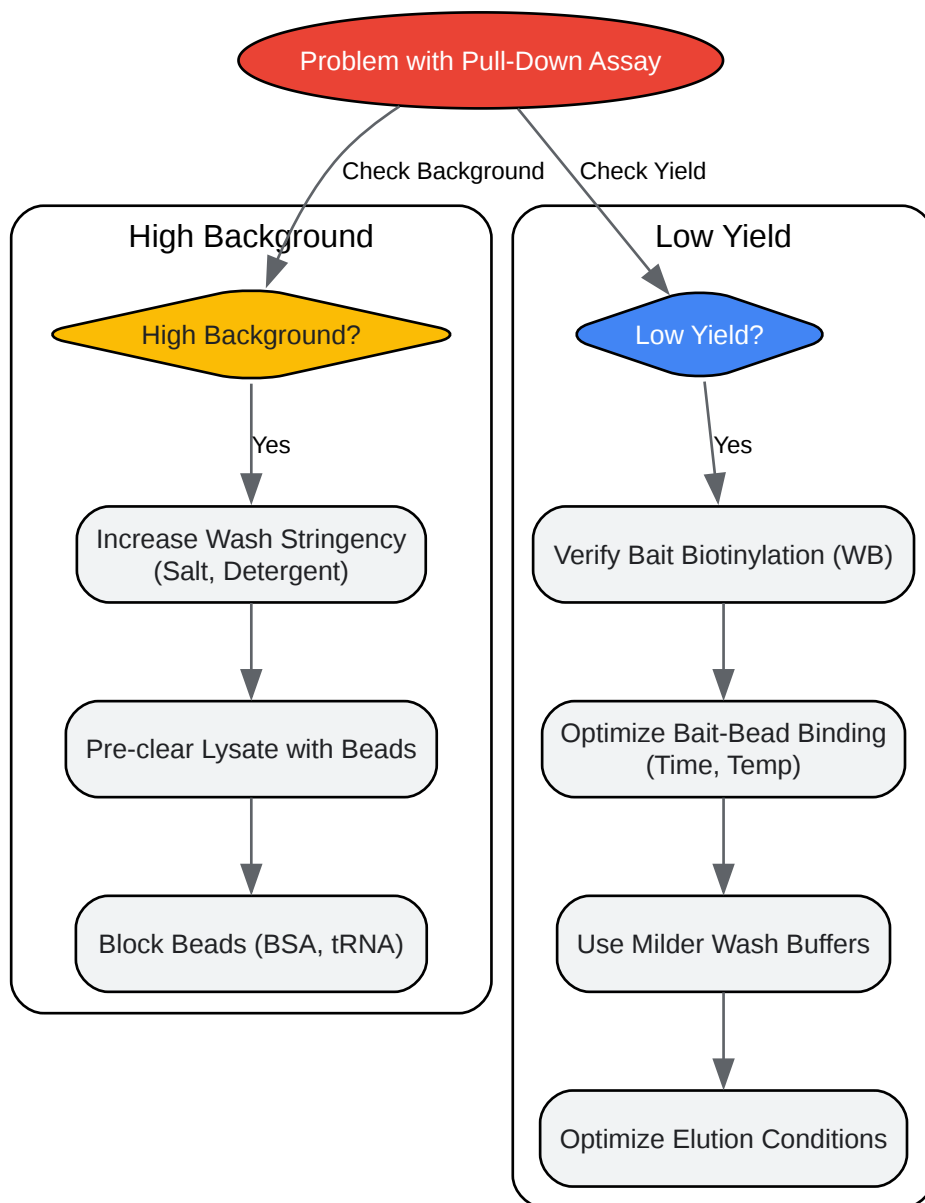 Problem with Pull-Down Assay
Check Background
Check Yield
High Background
High Background?
Yes
Increase Wash Stringency
(Salt, Detergent)
Pre-clear Lysate with Beads
Block Beads (BSA, tRNA)
Low Yield
Low Yield?
Yes
Verify Bait Biotinylation (WB)
Optimize Bait-Bead Binding
(Time, Temp)
Use Milder Wash Buffers
Optimize Elution Conditions